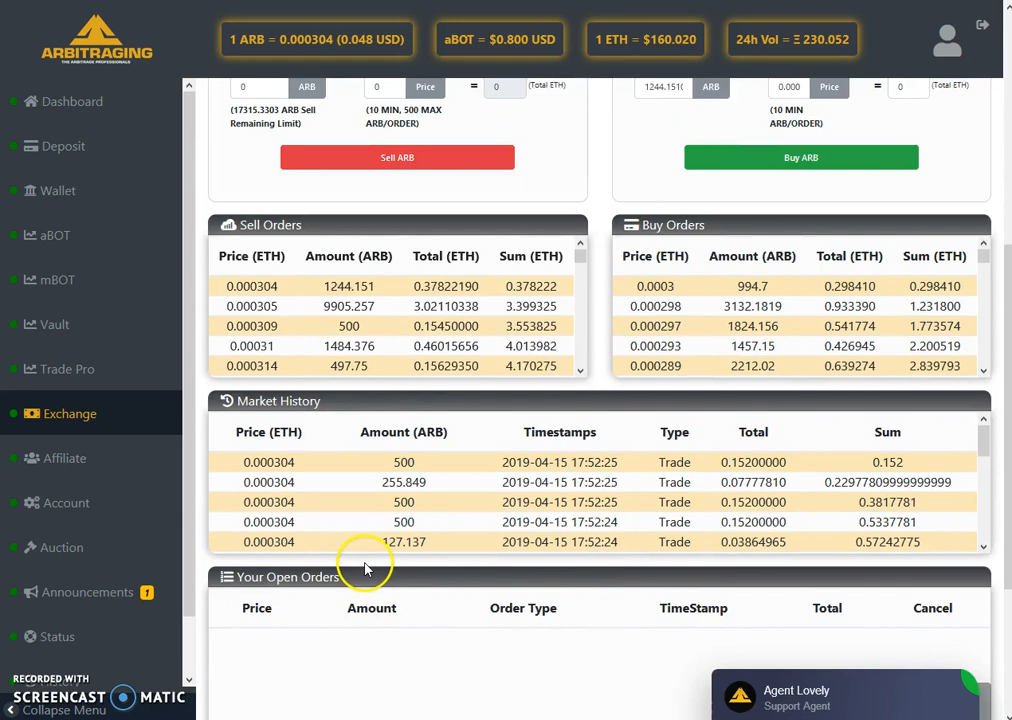 ARBITRAGING
THE ARBITRAGE PROFESSIONALS
1 ARB = 0.000304 (0.048 USD)
aBOT = $0.800 USD
1 ETH = $160.020
24h Vol = Ξ 230.052
Dashboard
Deposit
Wallet
aBOT
mBOT
Vault
Trade Pro
Exchange
Affiliate
Account
Auction
Announcements 1
Status
RECORDED WITH
SCREENCAST MATIC
Collapse Menu
0 ARB 0 Price = 0 (Total ETH)
(17315.3303 ARB Sell
Remaining Limit)
(10 MIN, 500 MAX
ARB/ORDER)
Sell ARB
1244.151( ARB 0.000 Price = 0 (Total ETH)
(10 MIN
ARB/ORDER)
Buy ARB
Sell Orders
Price (ETH) Amount (ARB) Total (ETH) Sum (ETH)
0.000304 1244.151 0.37822190 0.378222
0.000305 9905.257 3.02110338 3.399325
0.000309 500 0.15450000 3.553825
0.00031 1484.376 0.46015656 4.013982
0.000314 497.75 0.15629350 4.170275
Buy Orders
Price (ETH) Amount (ARB) Total (ETH) Sum (ETH)
0.0003 994.7 0.298410 0.298410
0.000298 3132.1819 0.933390 1.231800
0.000297 1824.156 0.541774 1.773574
0.000293 1457.15 0.426945 2.200519
0.000289 2212.02 0.639274 2.839793
Market History
Price (ETH) Amount (ARB) Timestamps Type Total Sum
0.000304 500 2019-04-15 17:52:25 Trade 0.15200000 0.152
0.000304 255.849 2019-04-15 17:52:25 Trade 0.07777810 0.22977809999999999
0.000304 500 2019-04-15 17:52:25 Trade 0.15200000 0.3817781
0.000304 500 2019-04-15 17:52:24 Trade 0.15200000 0.5337781
0.000304 127.137 2019-04-15 17:52:24 Trade 0.03864965 0.57242775
Your Open Orders
Price Amount Order Type TimeStamp Total Cancel
Agent Lovely
Support Agent